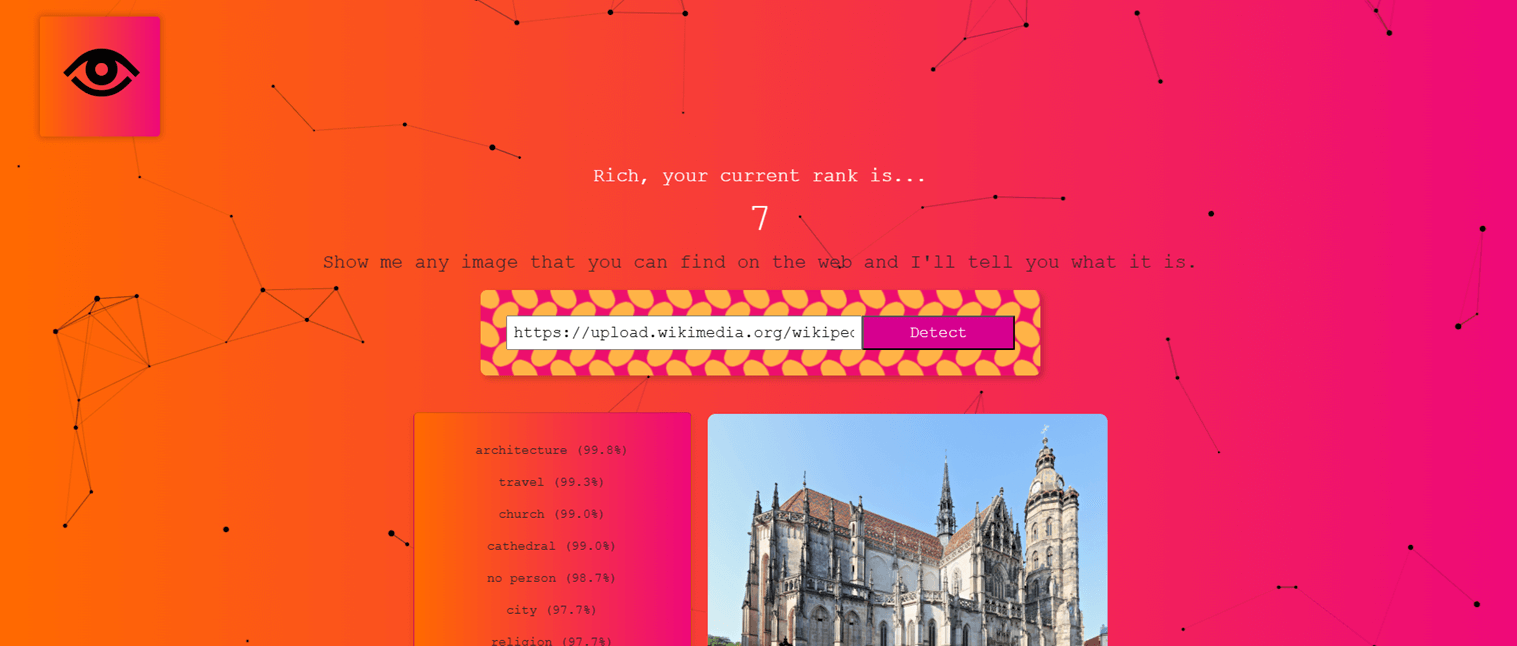 Rich, your current rank is...
7
Show me any image that you can find on the web and I'll tell you what it is.
https://upload.wikimedia.org/wikipec
Detect
architecture (99.8%)
travel (99.3%)
church (99.0%)
cathedral (99.0%)
no person (98.7%)
city (97.7%)
religion (97.7%)